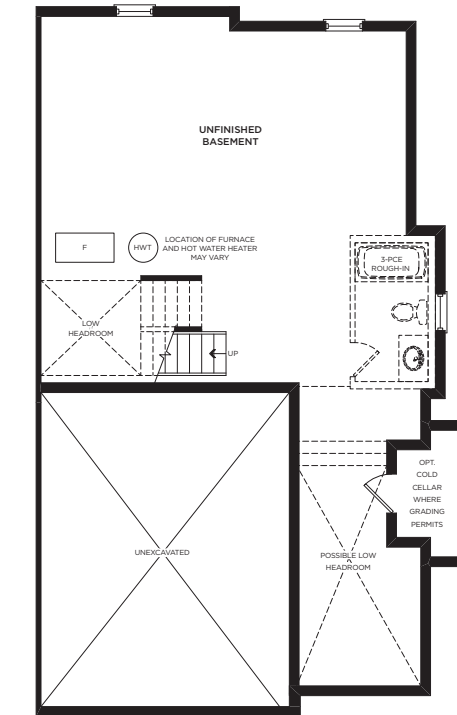 UNFINISHED
BASEMENT
F
HWT
LOCATION OF FURNACE
AND HOT WATER HEATER
MAY VARY
3-PCE
ROUGH-IN
LOW
HEADROOM
UP
OPT.
COLD
CELLAR
WHERE
GRADING
PERMITS
UNEXCAVATED
POSSIBLE LOW
HEADROOM